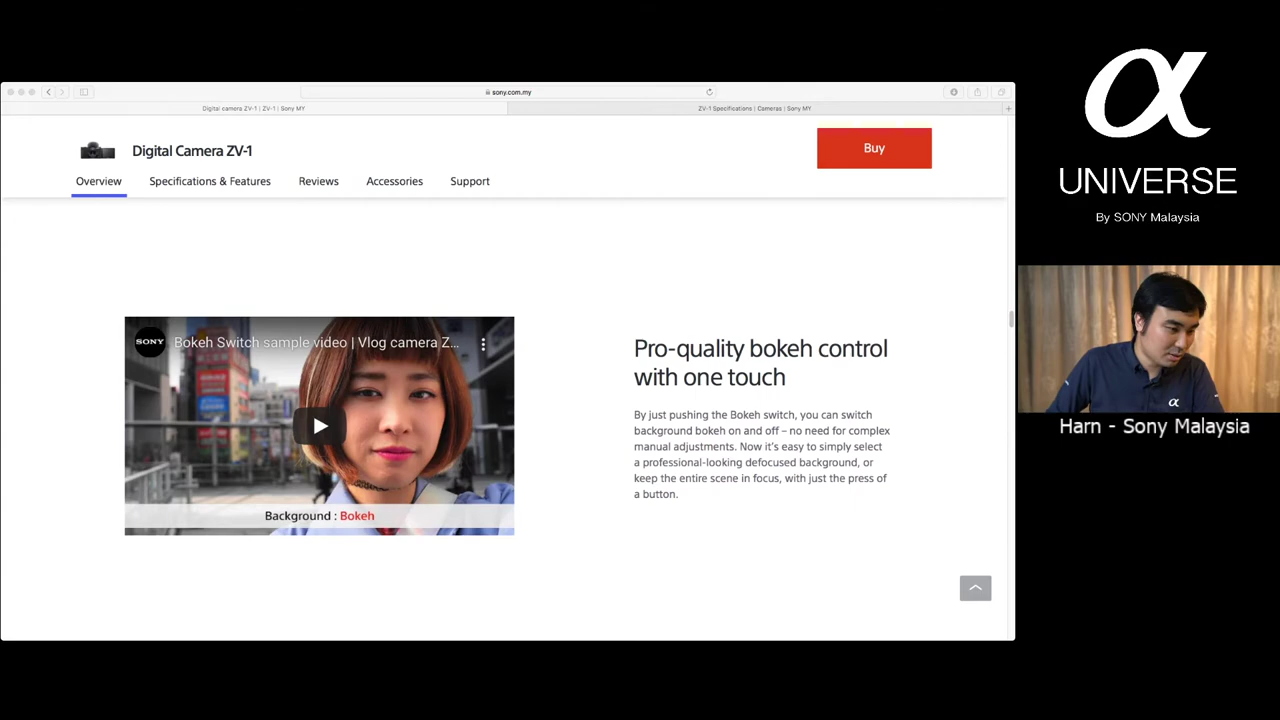 sony.com.my
Digital camera ZV-1 | ZV-1 | Sony MY
ZV-1 Specifications | Cameras | Sony MY
Digital Camera ZV-1
Buy
Overview
Specifications & Features
Reviews
Accessories
Support
SONY
Bokeh Switch sample video | Vlog camera Z...
Background : Bokeh
Pro-quality bokeh control
with one touch
By just pushing the Bokeh switch, you can switch
background bokeh on and off – no need for complex
manual adjustments. Now it's easy to simply select
a professional-looking defocused background, or
keep the entire scene in focus, with just the press of
a button.
α
UNIVERSE
By SONY Malaysia
α
Harn - Sony Malaysia